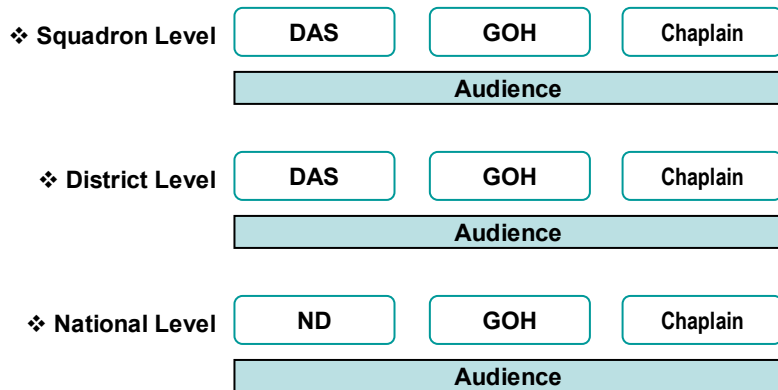 ❖ Squadron Level DAS GOH Chaplain
Audience
❖ District Level DAS GOH Chaplain
Audience
❖ National Level ND GOH Chaplain
Audience